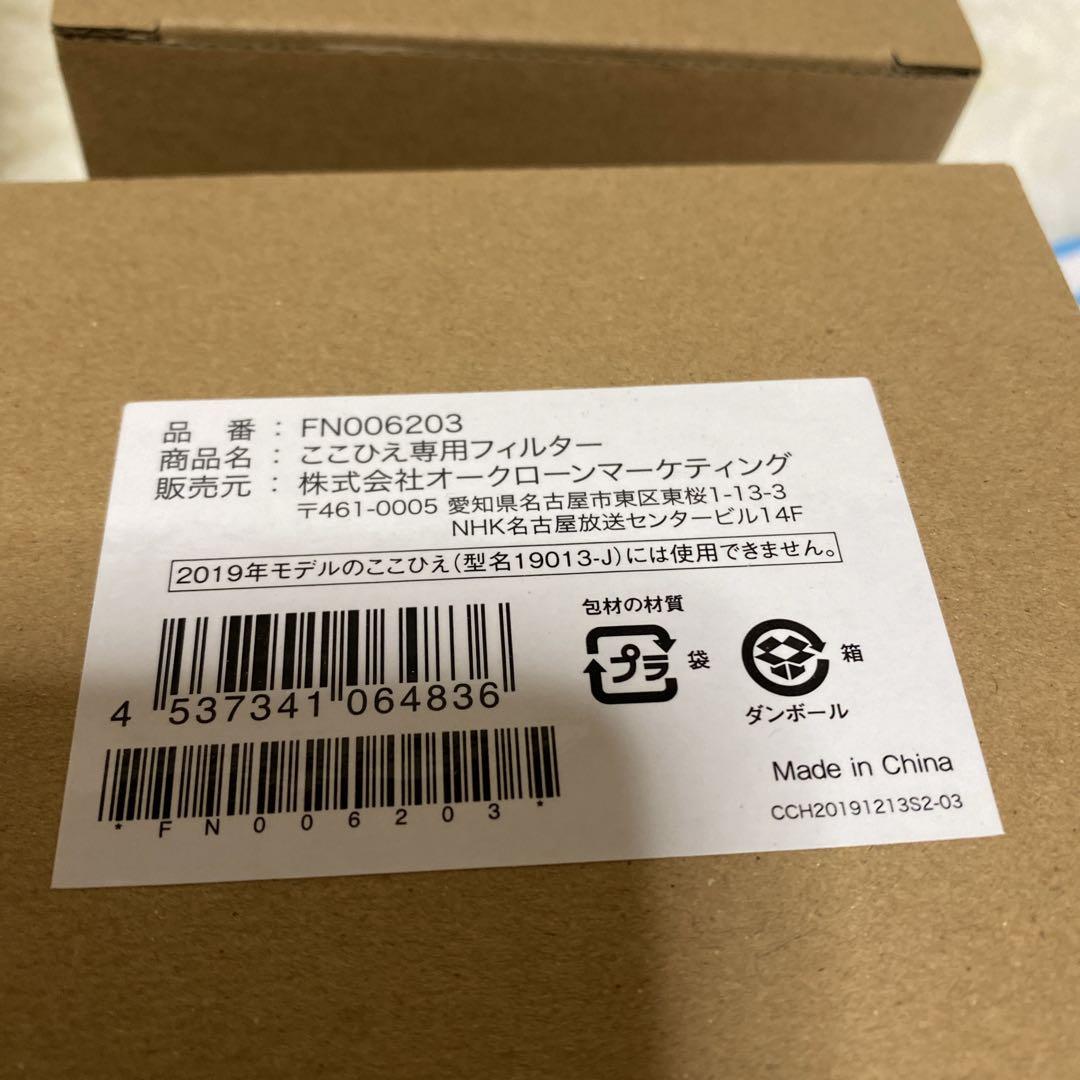 品　番 : FN006203
商品名 : ここひえ専用フィルター
販売元 : 株式会社オークローンマーケティング
〒461-0005 愛知県名古屋市東区東桜1-13-3
NHK名古屋放送センタービル14F
2019年モデルのここひえ(型名19013-J)には使用できません。
包材の材質
プラ 袋
箱
ダンボール
4 537341 064836
*FN006203*
Made in China
CCH20191213S2-03